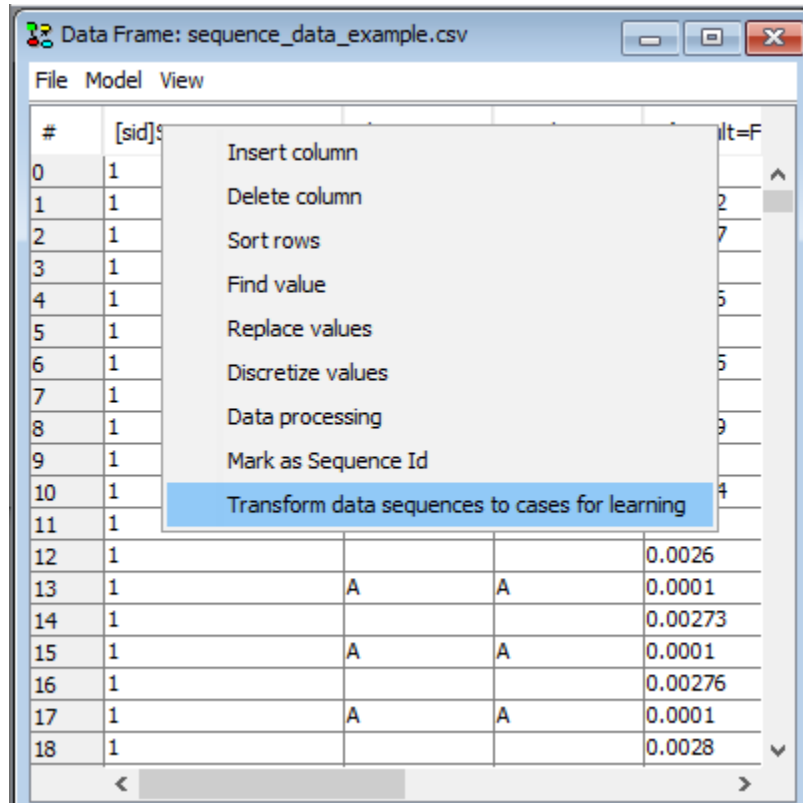 Data Frame: sequence_data_example.csv
File Model View
# [sid] lt=F
Insert column
Delete column
Sort rows
Find value
Replace values
Discretize values
Data processing
Mark as Sequence Id
Transform data sequences to cases for learning
0 1
1 1 2
2 1 7
3 1
4 1
5 1
6 1
7 1
8 1
9 1
10 1 4
11 1
12 1 0.0026
13 1 A A 0.0001
14 1 0.00273
15 1 A A 0.0001
16 1 0.00276
17 1 A A 0.0001
18 1 0.0028